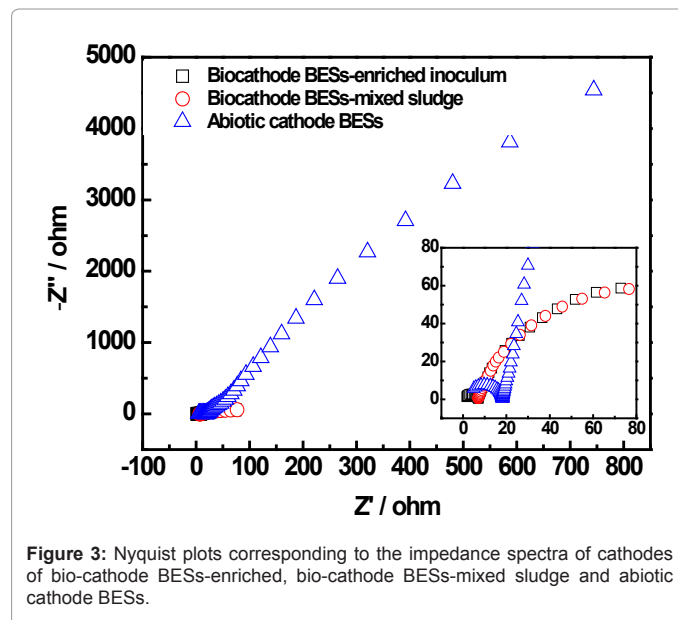 5000
4000
3000
2000
1000
0
-Z'' / ohm
Biocathode BESs-enriched inoculum
Biocathode BESs-mixed sludge
Abiotic cathode BESs
80
60
40
20
0
0 20 40 60 80
-100 0 100 200 300 400 500 600 700 800
Z' / ohm
Figure 3: Nyquist plots corresponding to the impedance spectra of cathodes
of bio-cathode BESs-enriched, bio-cathode BESs-mixed sludge and abiotic
cathode BESs.